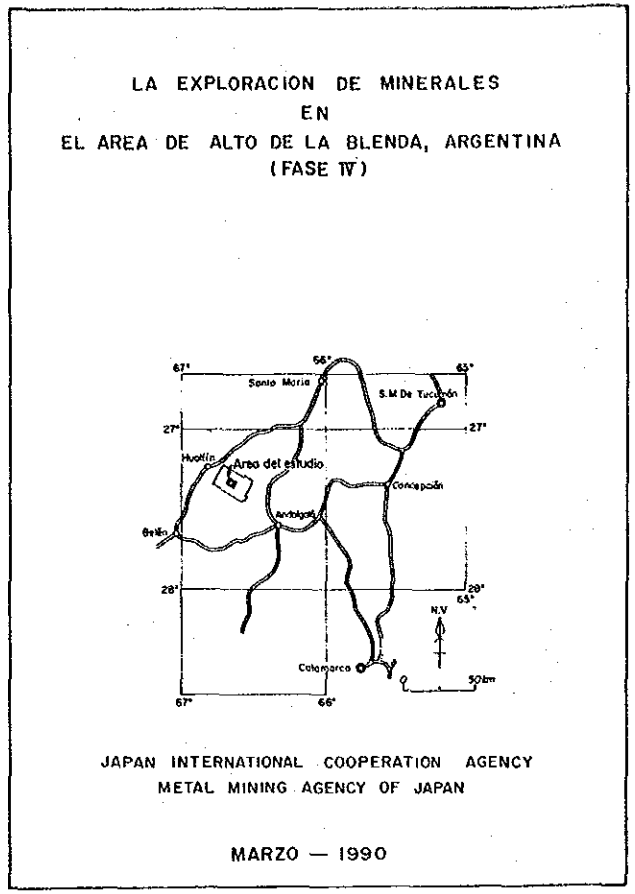 LA EXPLORACION DE MINERALES
EN
EL AREA DE ALTO DE LA BLENDA, ARGENTINA
(FASE IV)
67°
66°
65°
Santa María
S.M. De Tucumán
27°
27°
Hualfín
Area del estudio
Concepción
Andalgalá
Belén
28°
28°
65°
N.V
Catamarca
0
50km
67°
66°
JAPAN INTERNATIONAL COOPERATION AGENCY
METAL MINING AGENCY OF JAPAN
MARZO — 1990